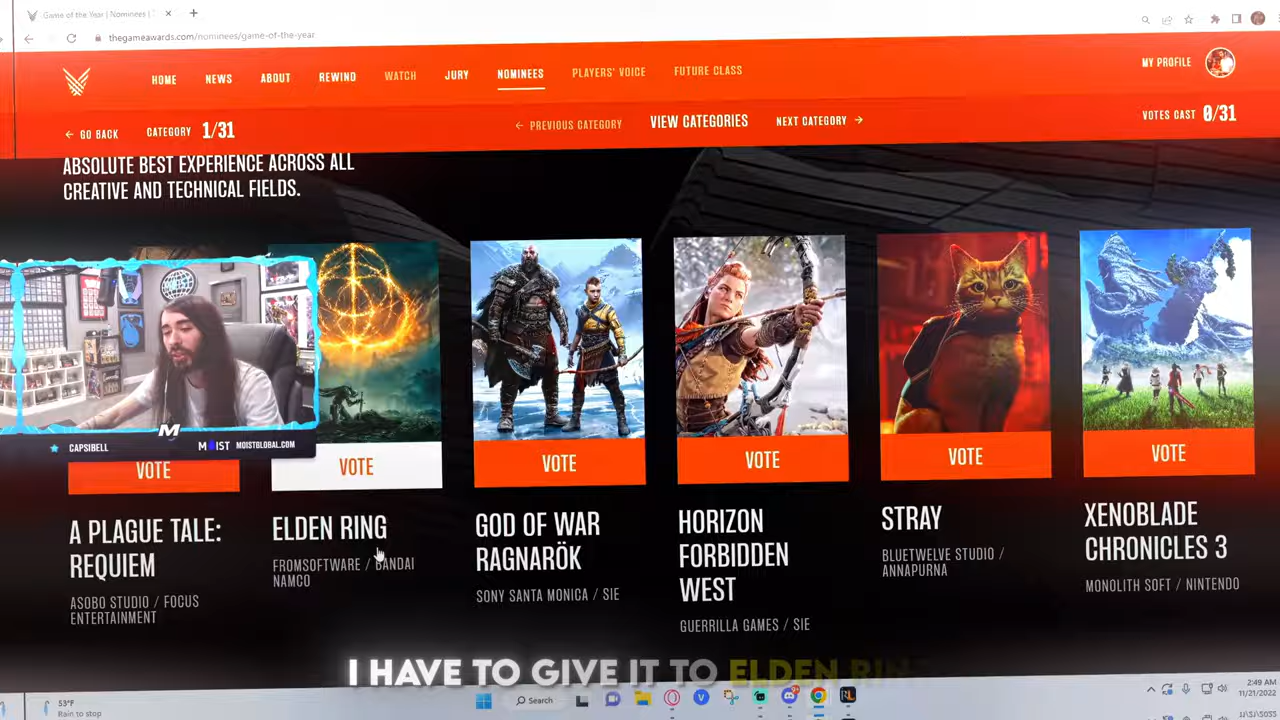 Game of the Year | Nominees |
thegameawards.com/nominees/game-of-the-year
HOME NEWS ABOUT REWIND WATCH JURY NOMINEES PLAYERS' VOICE FUTURE CLASS MY PROFILE
← GO BACK CATEGORY 1/31 ← PREVIOUS CATEGORY VIEW CATEGORIES NEXT CATEGORY → VOTES CAST 0/31
ABSOLUTE BEST EXPERIENCE ACROSS ALL
CREATIVE AND TECHNICAL FIELDS.
CAPSIBELL MOIST MOISTGLOBAL.COM
VOTE VOTE VOTE VOTE VOTE VOTE
A PLAGUE TALE:
REQUIEM
ASOBO STUDIO / FOCUS
ENTERTAINMENT
ELDEN RING
FROMSOFTWARE / BANDAI
NAMCO
GOD OF WAR
RAGNARÖK
SONY SANTA MONICA / SIE
HORIZON
FORBIDDEN
WEST
GUERRILLA GAMES / SIE
STRAY
BLUETWELVE STUDIO /
ANNAPURNA
XENOBLADE
CHRONICLES 3
MONOLITH SOFT / NINTENDO
I HAVE TO GIVE IT TO ELDEN RIN
53°F
Rain to stop
Search
2:49 AM
11/21/2022